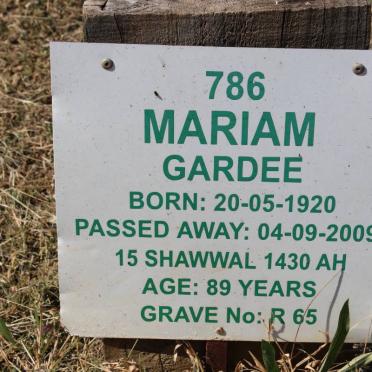 786
MARIAM
GARDEE
BORN: 20-05-1920
PASSED AWAY: 04-09-2009
15 SHAWWAL 1430 AH
AGE: 89 YEARS
GRAVE No: R 65